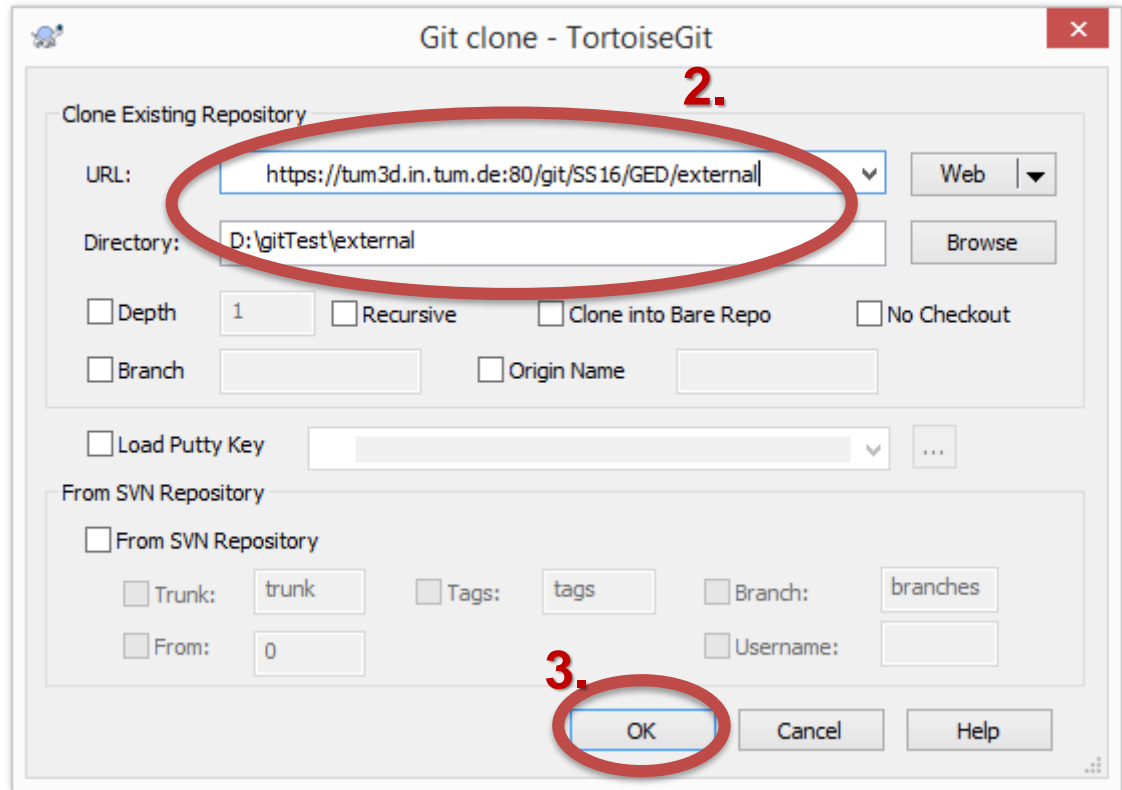 Git clone - TortoiseGit
2.
Clone Existing Repository
URL: https://tum3d.in.tum.de:80/git/SS16/GED/external Web
Directory: D:\gitTest\external Browse
Depth 1 Recursive Clone into Bare Repo No Checkout
Branch Origin Name
Load Putty Key ...
From SVN Repository
From SVN Repository
Trunk: trunk Tags: tags Branch: branches
From: 0 Username:
3.
OK Cancel Help